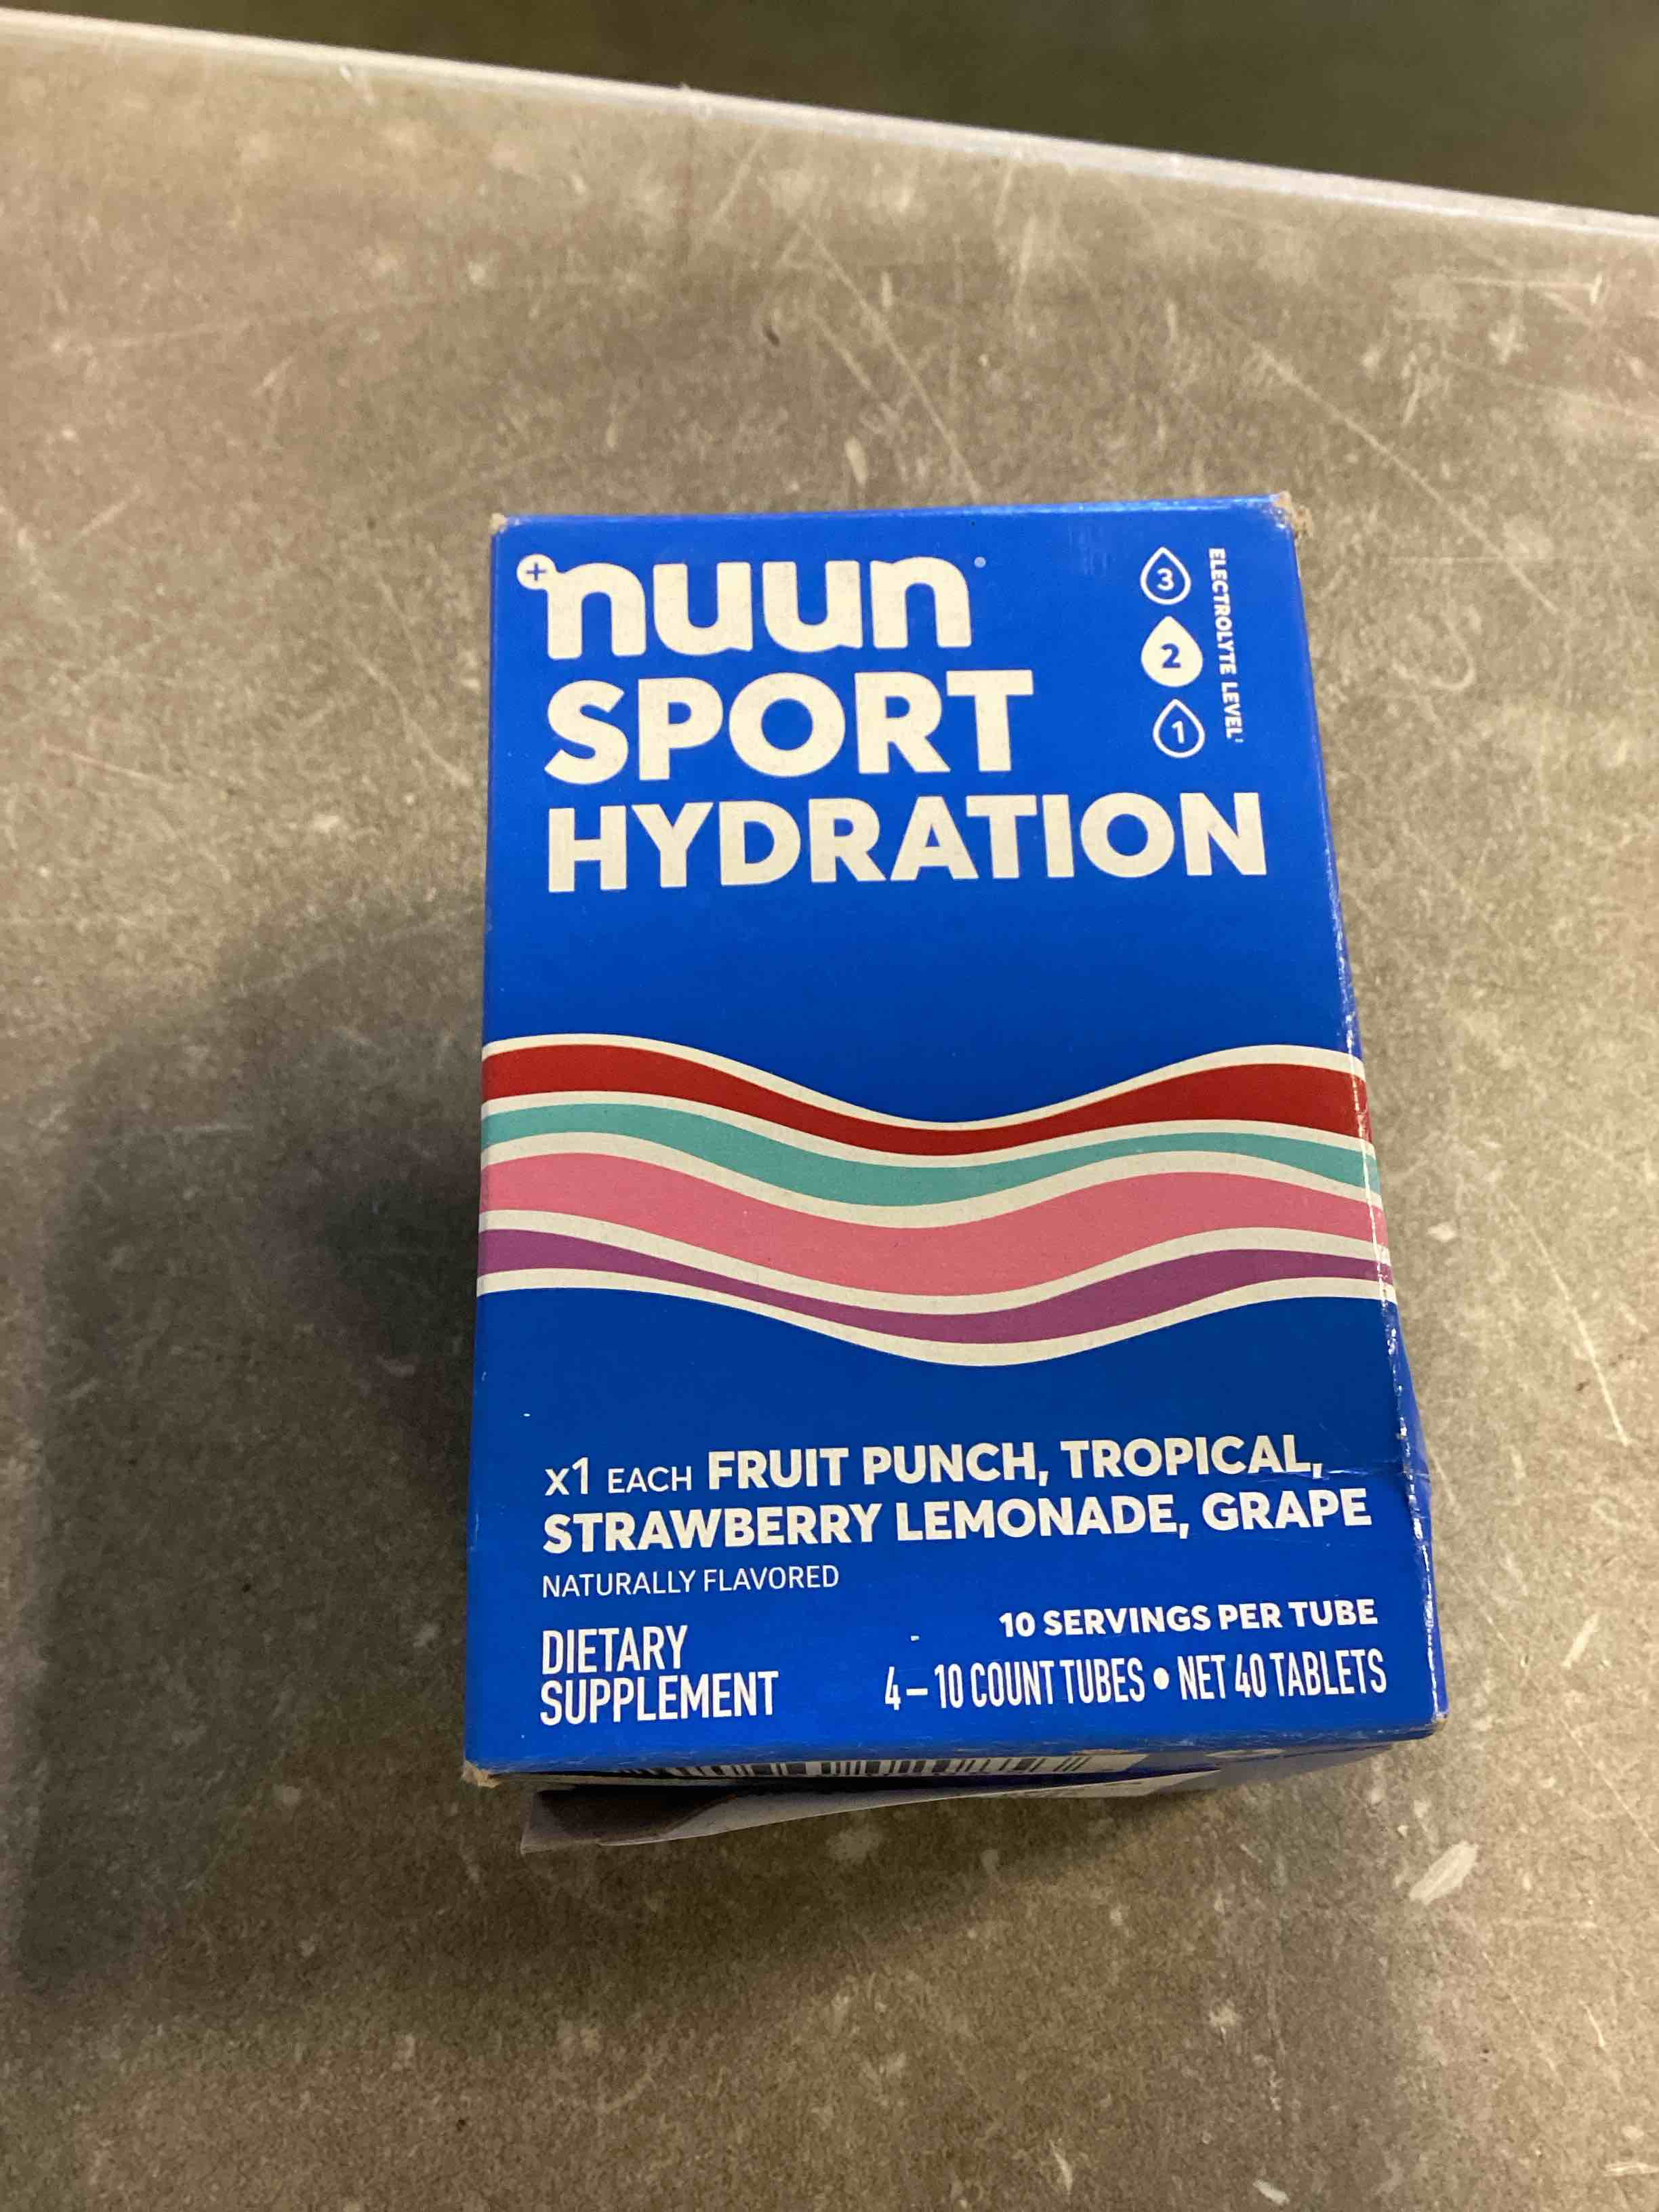 nuun
SPORT
HYDRATION
3
2
1
ELECTROLYTE LEVEL¹
x1 EACH FRUIT PUNCH, TROPICAL,
STRAWBERRY LEMONADE, GRAPE
NATURALLY FLAVORED
10 SERVINGS PER TUBE
DIETARY
SUPPLEMENT
4 – 10 COUNT TUBES • NET 40 TABLETS